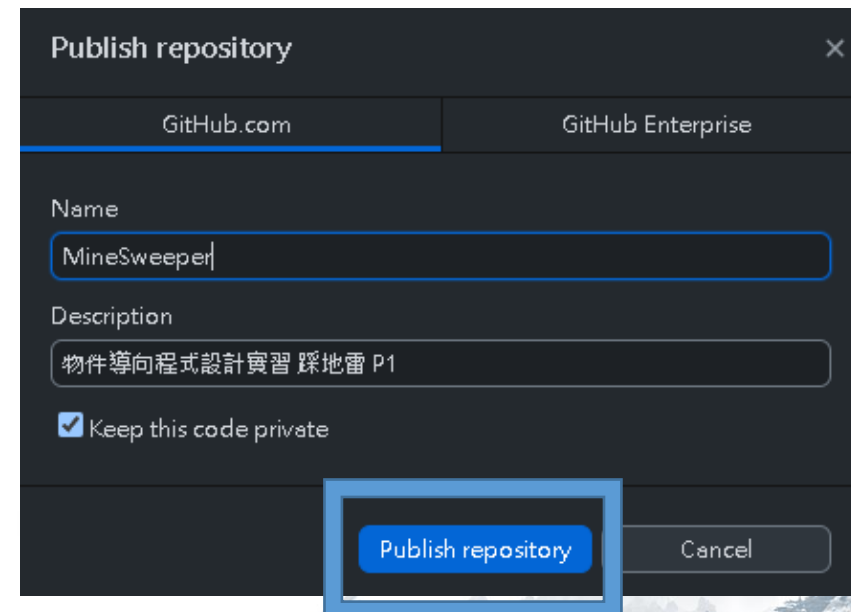 Publish repository
GitHub.com
GitHub Enterprise
Name
MineSweeper
Description
物件導向程式設計實習 踩地雷 P1
Keep this code private
Publish repository
Cancel